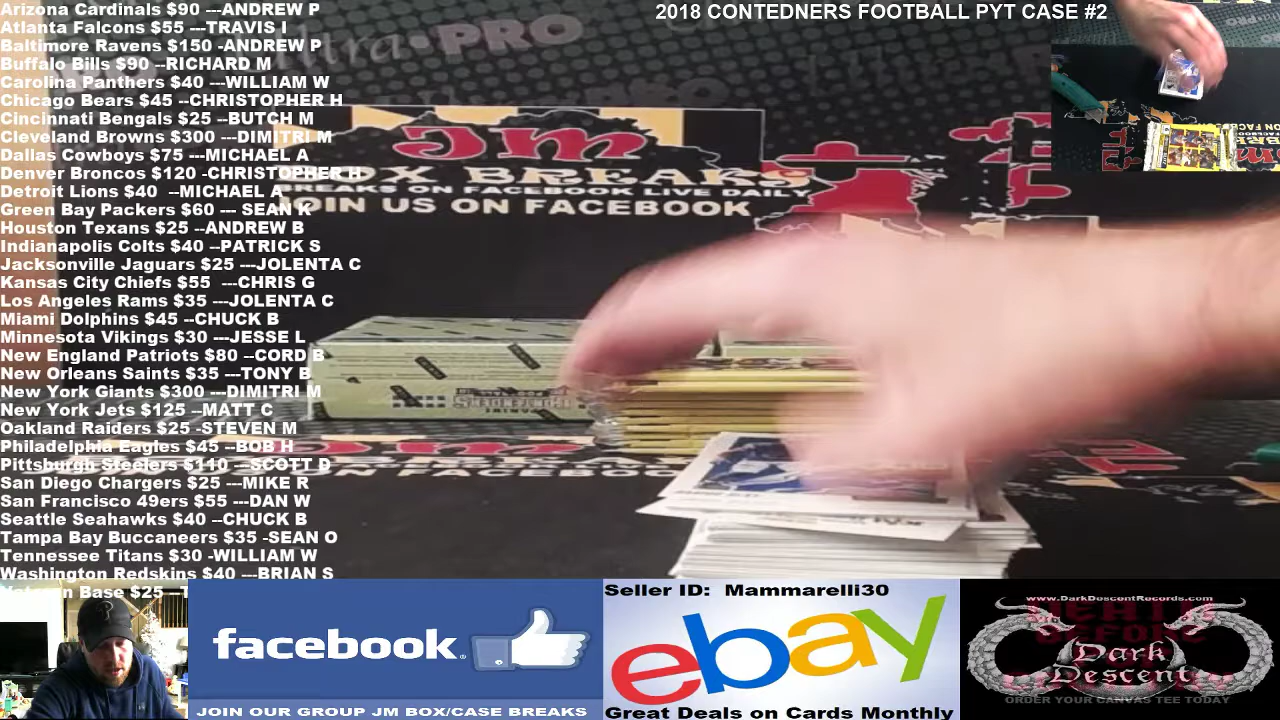 Arizona Cardinals $90 ---ANDREW P
Atlanta Falcons $55 ---TRAVIS I
Baltimore Ravens $150 -ANDREW P
Buffalo Bills $90 --RICHARD M
Carolina Panthers $40 ---WILLIAM W
Chicago Bears $45 --CHRISTOPHER H
Cincinnati Bengals $25 --BUTCH M
Cleveland Browns $300 ---DIMITRI M
Dallas Cowboys $75 ---MICHAEL A
Denver Broncos $120 -CHRISTOPHER H
Detroit Lions $40 --MICHAEL A
Green Bay Packers $60 --- SEAN K
Houston Texans $25 --ANDREW B
Indianapolis Colts $40 --PATRICK S
Jacksonville Jaguars $25 ---JOLENTA C
Kansas City Chiefs $55 ---CHRIS G
Los Angeles Rams $35 ---JOLENTA C
Miami Dolphins $45 --CHUCK B
Minnesota Vikings $30 ---JESSE L
New England Patriots $80 --CORD B
New Orleans Saints $35 ---TONY B
New York Giants $300 ---DIMITRI M
New York Jets $125 --MATT C
Oakland Raiders $25 -STEVEN M
Philadelphia Eagles $45 --BOB H
Pittsburgh Steelers $110 ---SCOTT D
San Diego Chargers $25 ---MIKE R
San Francisco 49ers $55 ---DAN W
Seattle Seahawks $40 --CHUCK B
Tampa Bay Buccaneers $35 -SEAN O
Tennessee Titans $30 -WILLIAM W
Washington Redskins $40 ---BRIAN S
Base $25 --T
2018 CONTEDNERS FOOTBALL PYT CASE #2
Ultra•PRO
JM
BOX BREAKS
BREAKS ON FACEBOOK LIVE DAILY
JOIN US ON FACEBOOK
facebook
JOIN OUR GROUP JM BOX/CASE BREAKS
Seller ID: Mammarelli30
ebay
Great Deals on Cards Monthly
www.DarkDescentRecords.com
DEATH
BEFORE
Dark
Descent
ORDER YOUR CANVAS TEE TODAY